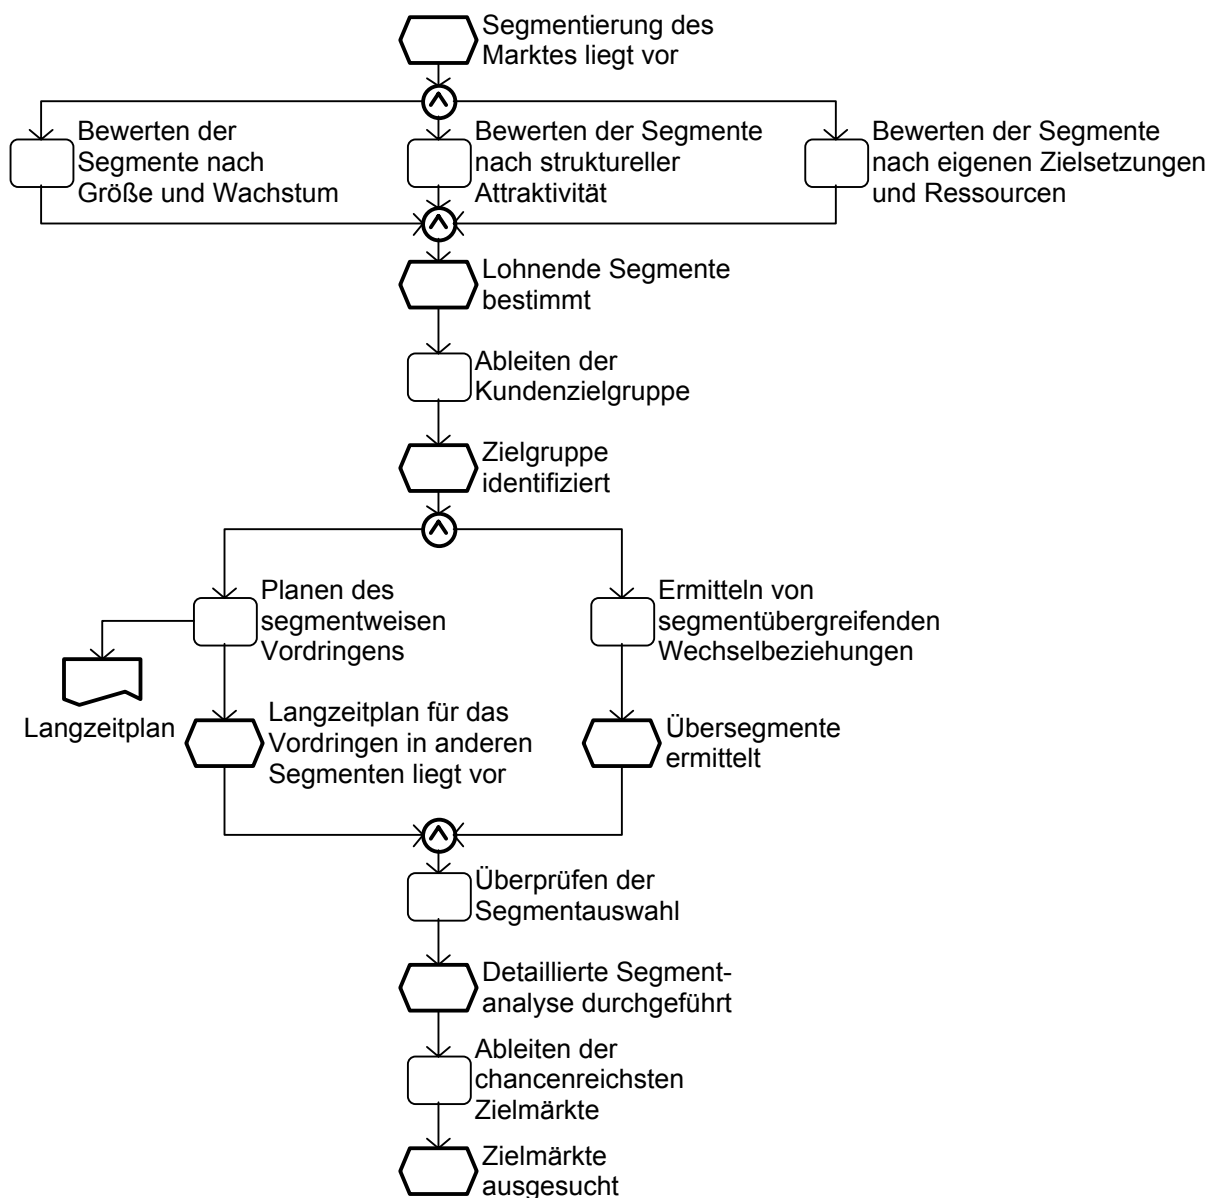 Segmentierung des
Marktes liegt vor
Bewerten der
Segmente nach
Größe und Wachstum
Bewerten der Segmente
nach struktureller
Attraktivität
Bewerten der Segmente
nach eigenen Zielsetzungen
und Ressourcen
Lohnende Segmente
bestimmt
Ableiten der
Kundenzielgruppe
Zielgruppe
identifiziert
Planen des
segmentweisen
Vordringens
Ermitteln von
segmentübergreifenden
Wechselbeziehungen
Langzeitplan
Langzeitplan für das
Vordringen in anderen
Segmenten liegt vor
Übersegmente
ermittelt
Überprüfen der
Segmentauswahl
Detaillierte Segment-
analyse durchgeführt
Ableiten der
chancenreichsten
Zielmärkte
Zielmärkte
ausgesucht